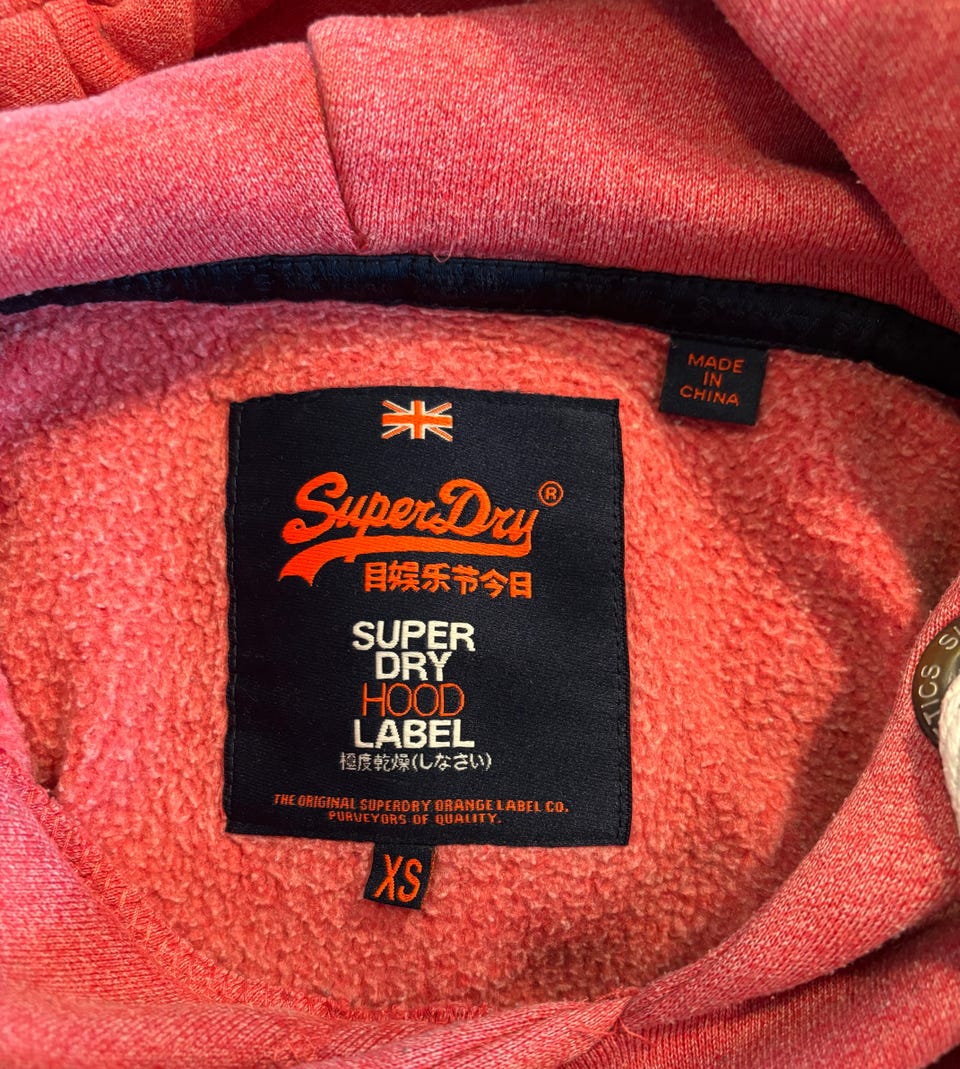 MADE
IN
CHINA
SuperDry®
目娱乐节今日
SUPER
DRY
HOOD
LABEL
極度乾燥(しなさい)
THE ORIGINAL SUPERDRY ORANGE LABEL CO.
PURVEYORS OF QUALITY.
XS
TICS